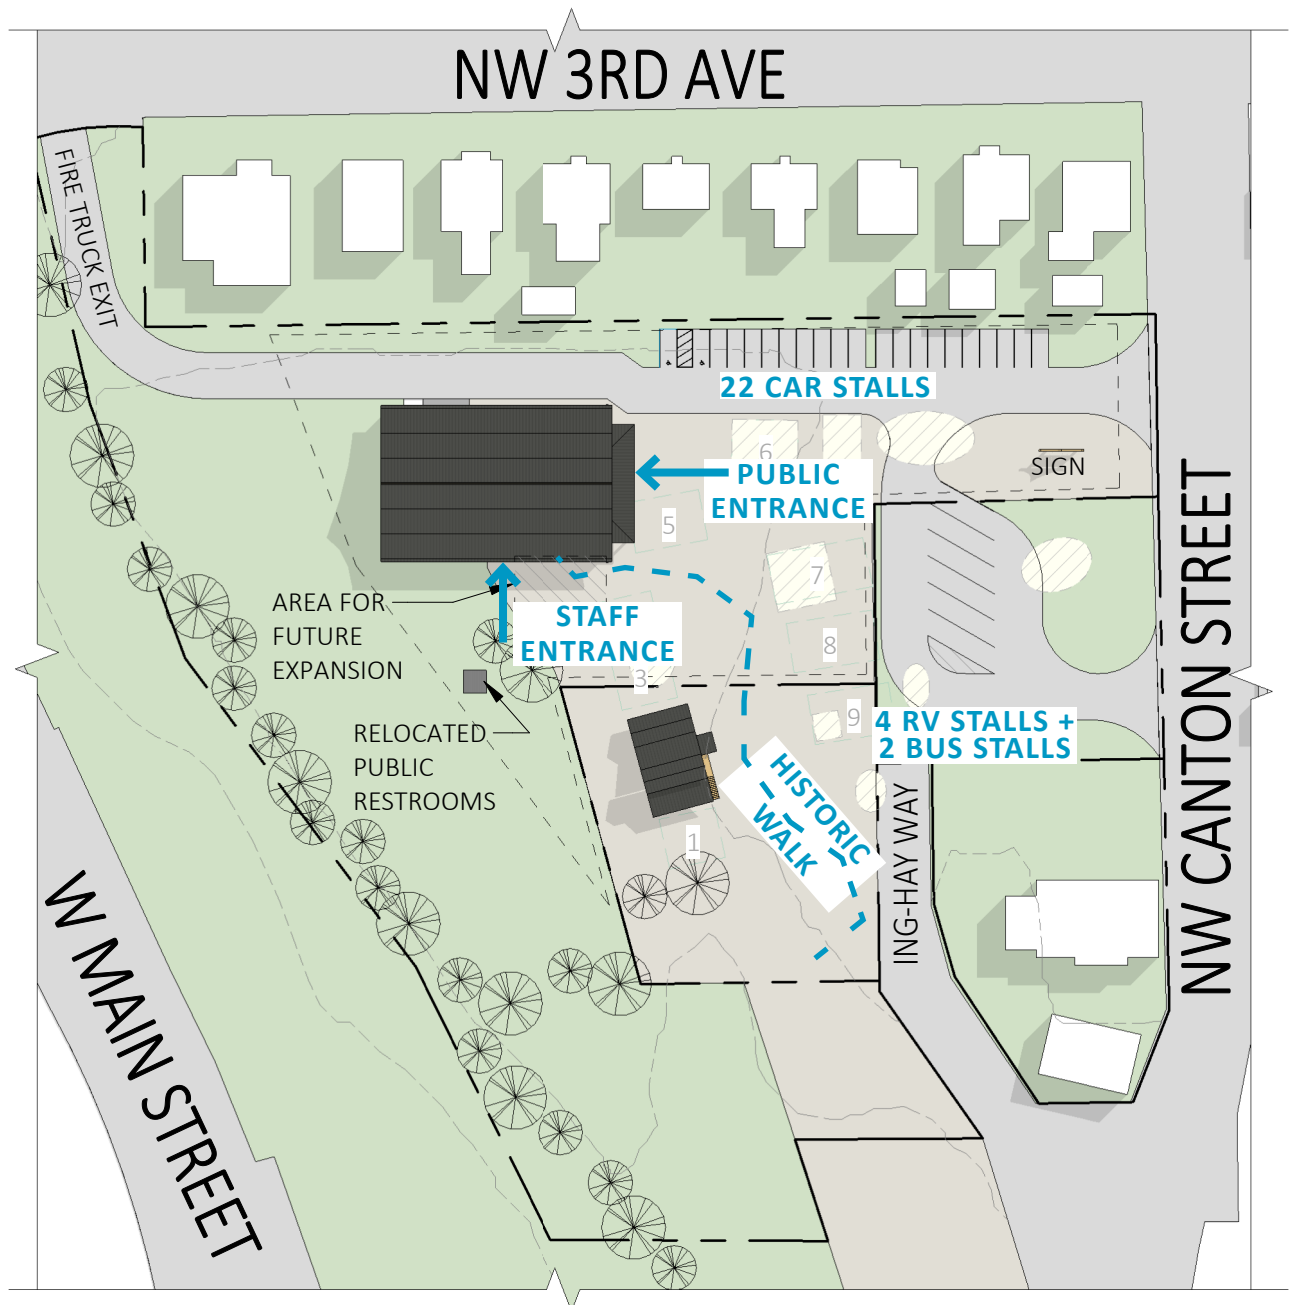 NW 3RD AVE
FIRE TRUCK EXIT
22 CAR STALLS
6
SIGN
PUBLIC
ENTRANCE
5
7
AREA FOR
FUTURE
EXPANSION
STAFF
ENTRANCE
8
3
RELOCATED
PUBLIC
RESTROOMS
9
4 RV STALLS +
2 BUS STALLS
HISTORIC
WALK
1
ING-HAY WAY
NW CANTON STREET
W MAIN STREET